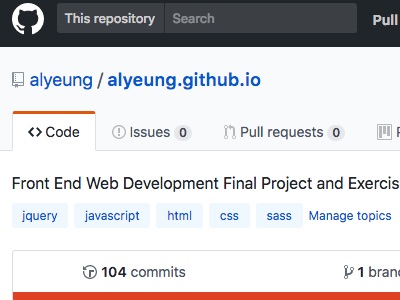 This repository Search Pull
alyeung / alyeung.github.io
Code Issues 0 Pull requests 0 P
Front End Web Development Final Project and Exercis
jquery javascript html css sass Manage topics
104 commits 1 bran